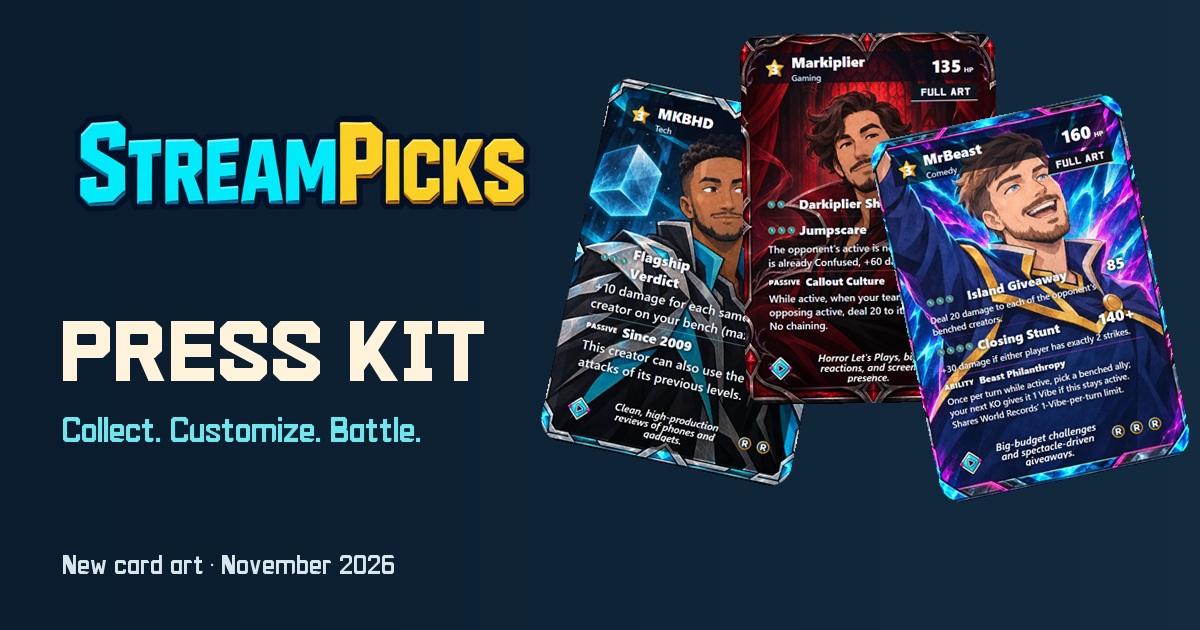 STREAMPICKS
PRESS KIT
Collect. Customize. Battle.
New card art · November 2026
3
MKBHD
Tech
Flagship
Verdict
+10 damage for each same
creator on your bench (ma
PASSIVE Since 2009
This creator can also use the
attacks of its previous levels.
Clean, high-production
reviews of phones and
gadgets.
R R
3
Markiplier
Gaming
135 HP
FULL ART
Darkiplier Sh
Jumpscare
The opponent's active is n
is already Confused, +60 d
PASSIVE Callout Culture
While active, when your tea
opposing active, deal 20 to it
No chaining.
Horror Let's Plays, bi
reactions, and screen
presence.
3
MrBeast
Comedy
160 HP
FULL ART
Island Giveaway
85
Deal 20 damage to each of the opponent's
benched creators.
Closing Stunt
140+
+30 damage if either player has exactly 2 strikes.
ABILITY Beast Philanthropy
Once per turn while active, pick a benched ally;
your next KO gives it 1 Vibe if this stays active.
Shares World Records' 1-Vibe-per-turn limit.
Big-budget challenges
and spectacle-driven
giveaways.
R R R